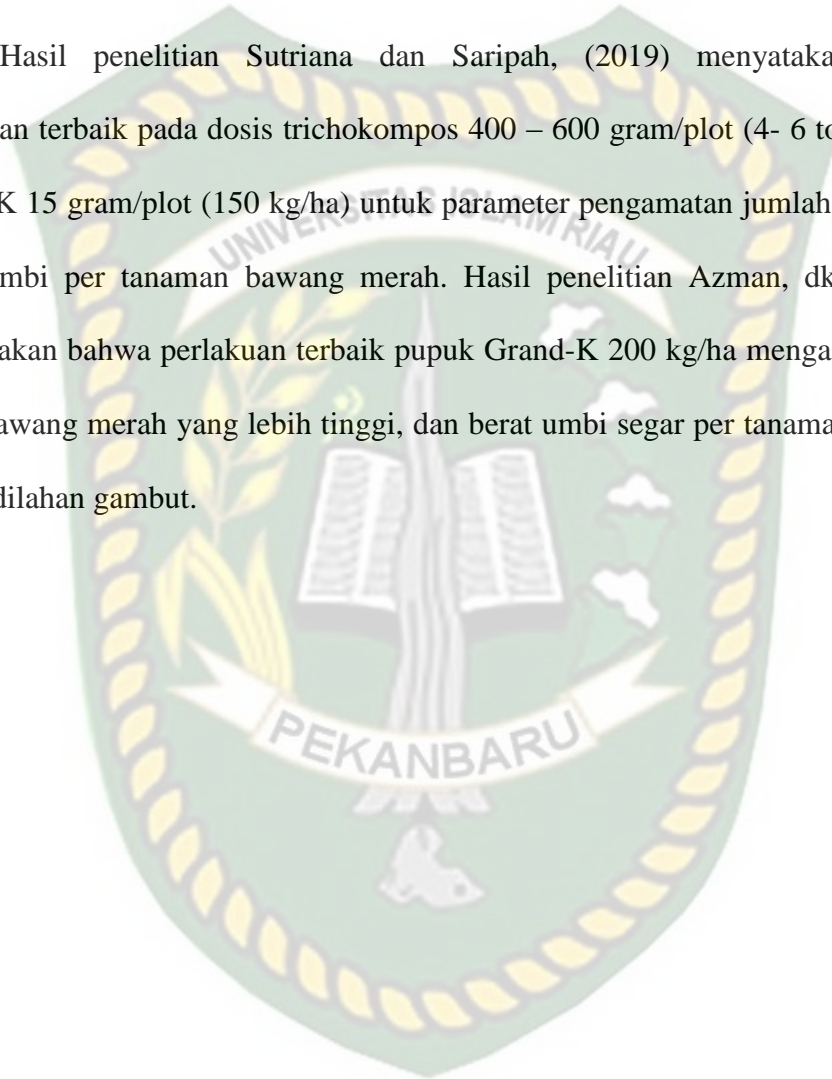 Hasil penelitian Sutriana dan Saripah, (2019) menyataka
an terbaik pada dosis trichokompos 400 – 600 gram/plot (4- 6 to
K 15 gram/plot (150 kg/ha) untuk parameter pengamatan jumlah
umbi per tanaman bawang merah. Hasil penelitian Azman, dk
akan bahwa perlakuan terbaik pupuk Grand-K 200 kg/ha menga
awang merah yang lebih tinggi, dan berat umbi segar per tanama
dilahan gambut.
UNIVERSITAS ISLAM RIAU
PEKANBARU